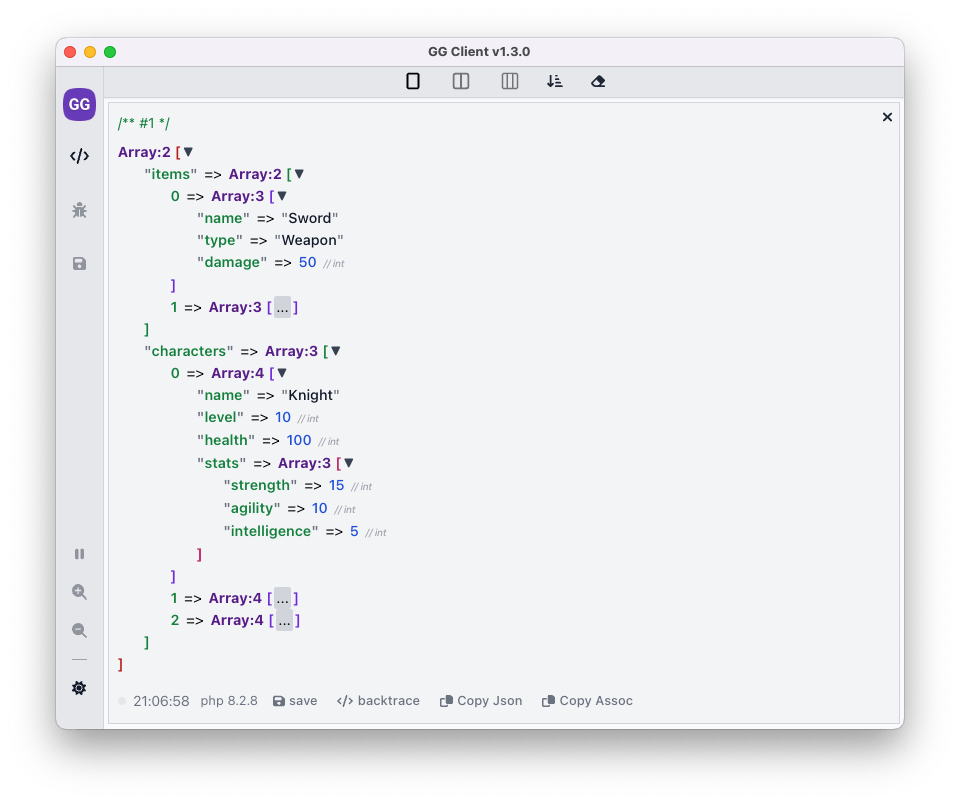 GG Client v1.3.0
GG
/** #1 */
Array:2 [▼
"items" => Array:2 [▼
0 => Array:3 [▼
"name" => "Sword"
"type" => "Weapon"
"damage" => 50 // int
]
1 => Array:3 [ ... ]
]
"characters" => Array:3 [▼
0 => Array:4 [▼
"name" => "Knight"
"level" => 10 // int
"health" => 100 // int
"stats" => Array:3 [▼
"strength" => 15 // int
"agility" => 10 // int
"intelligence" => 5 // int
]
]
1 => Array:4 [ ... ]
2 => Array:4 [ ... ]
]
]
21:06:58 php 8.2.8 save </> backtrace Copy Json Copy Assoc